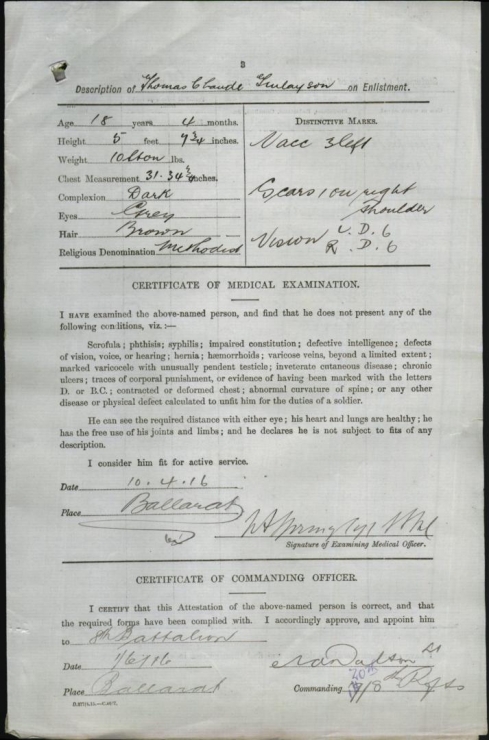 3
Description of Thomas Claude Finlayson on Enlistment.
Age 18 years 4 months.
Height 5 feet 7 3/4 inches.
Weight lbs.
Chest Measurement 31-34 inches.
Complexion Dark
Eyes Grey
Hair Brown
Religious Denomination Methodist
Distinctive Marks.
Vacc 3 left
Scars 1 on right
shoulder
Vision L. D. 6
R. D. 6
CERTIFICATE OF MEDICAL EXAMINATION.
I HAVE examined the above-named person, and find that he does not present any of the
following conditions, viz. :—
Scrofula; phthisis; syphilis; impaired constitution; defective intelligence; defects
of vision, voice, or hearing; hernia; hæmorrhoids; varicose veins, beyond a limited extent;
marked varicocele with unusually pendent testicle; inveterate cutaneous disease; chronic
ulcers; traces of corporal punishment, or evidence of having been marked with the letters
D. or B.C.; contracted or deformed chest; abnormal curvature of spine; or any other
disease or physical defect calculated to unfit him for the duties of a soldier.
He can see the required distance with either eye; his heart and lungs are healthy; he
has the free use of his joints and limbs; and he declares he is not subject to fits of any
description.
I consider him fit for active service.
Date 10.4.16
Place Ballarat
Signature of Examining Medical Officer.
CERTIFICATE OF COMMANDING OFFICER.
I CERTIFY that this Attestation of the above-named person is correct, and that
the required forms have been complied with. I accordingly approve, and appoint him
to 8th Battalion
Date 1/6/16
Place Ballarat
Lt
Commanding